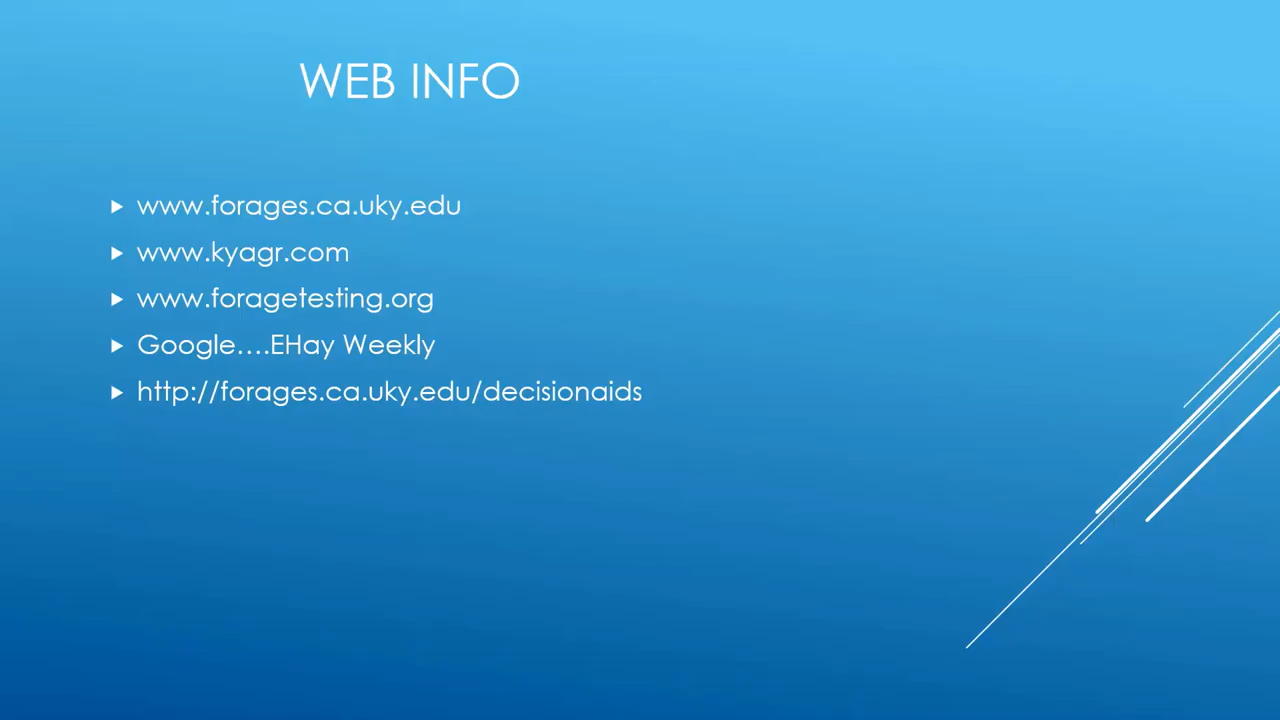 WEB INFO
www.forages.ca.uky.edu
www.kyagr.com
www.foragetesting.org
Google....EHay Weekly
http://forages.ca.uky.edu/decisionaids